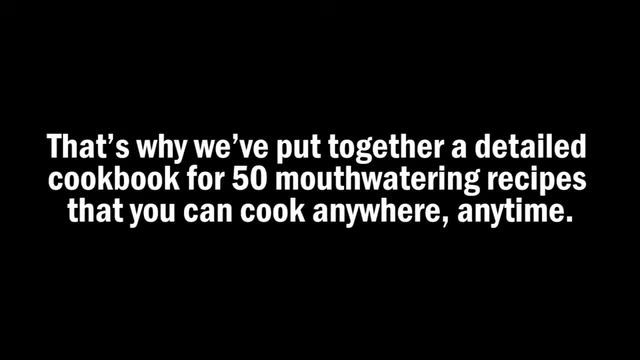 That’s why we’ve put together a detailed
cookbook for 50 mouthwatering recipes
that you can cook anywhere, anytime.